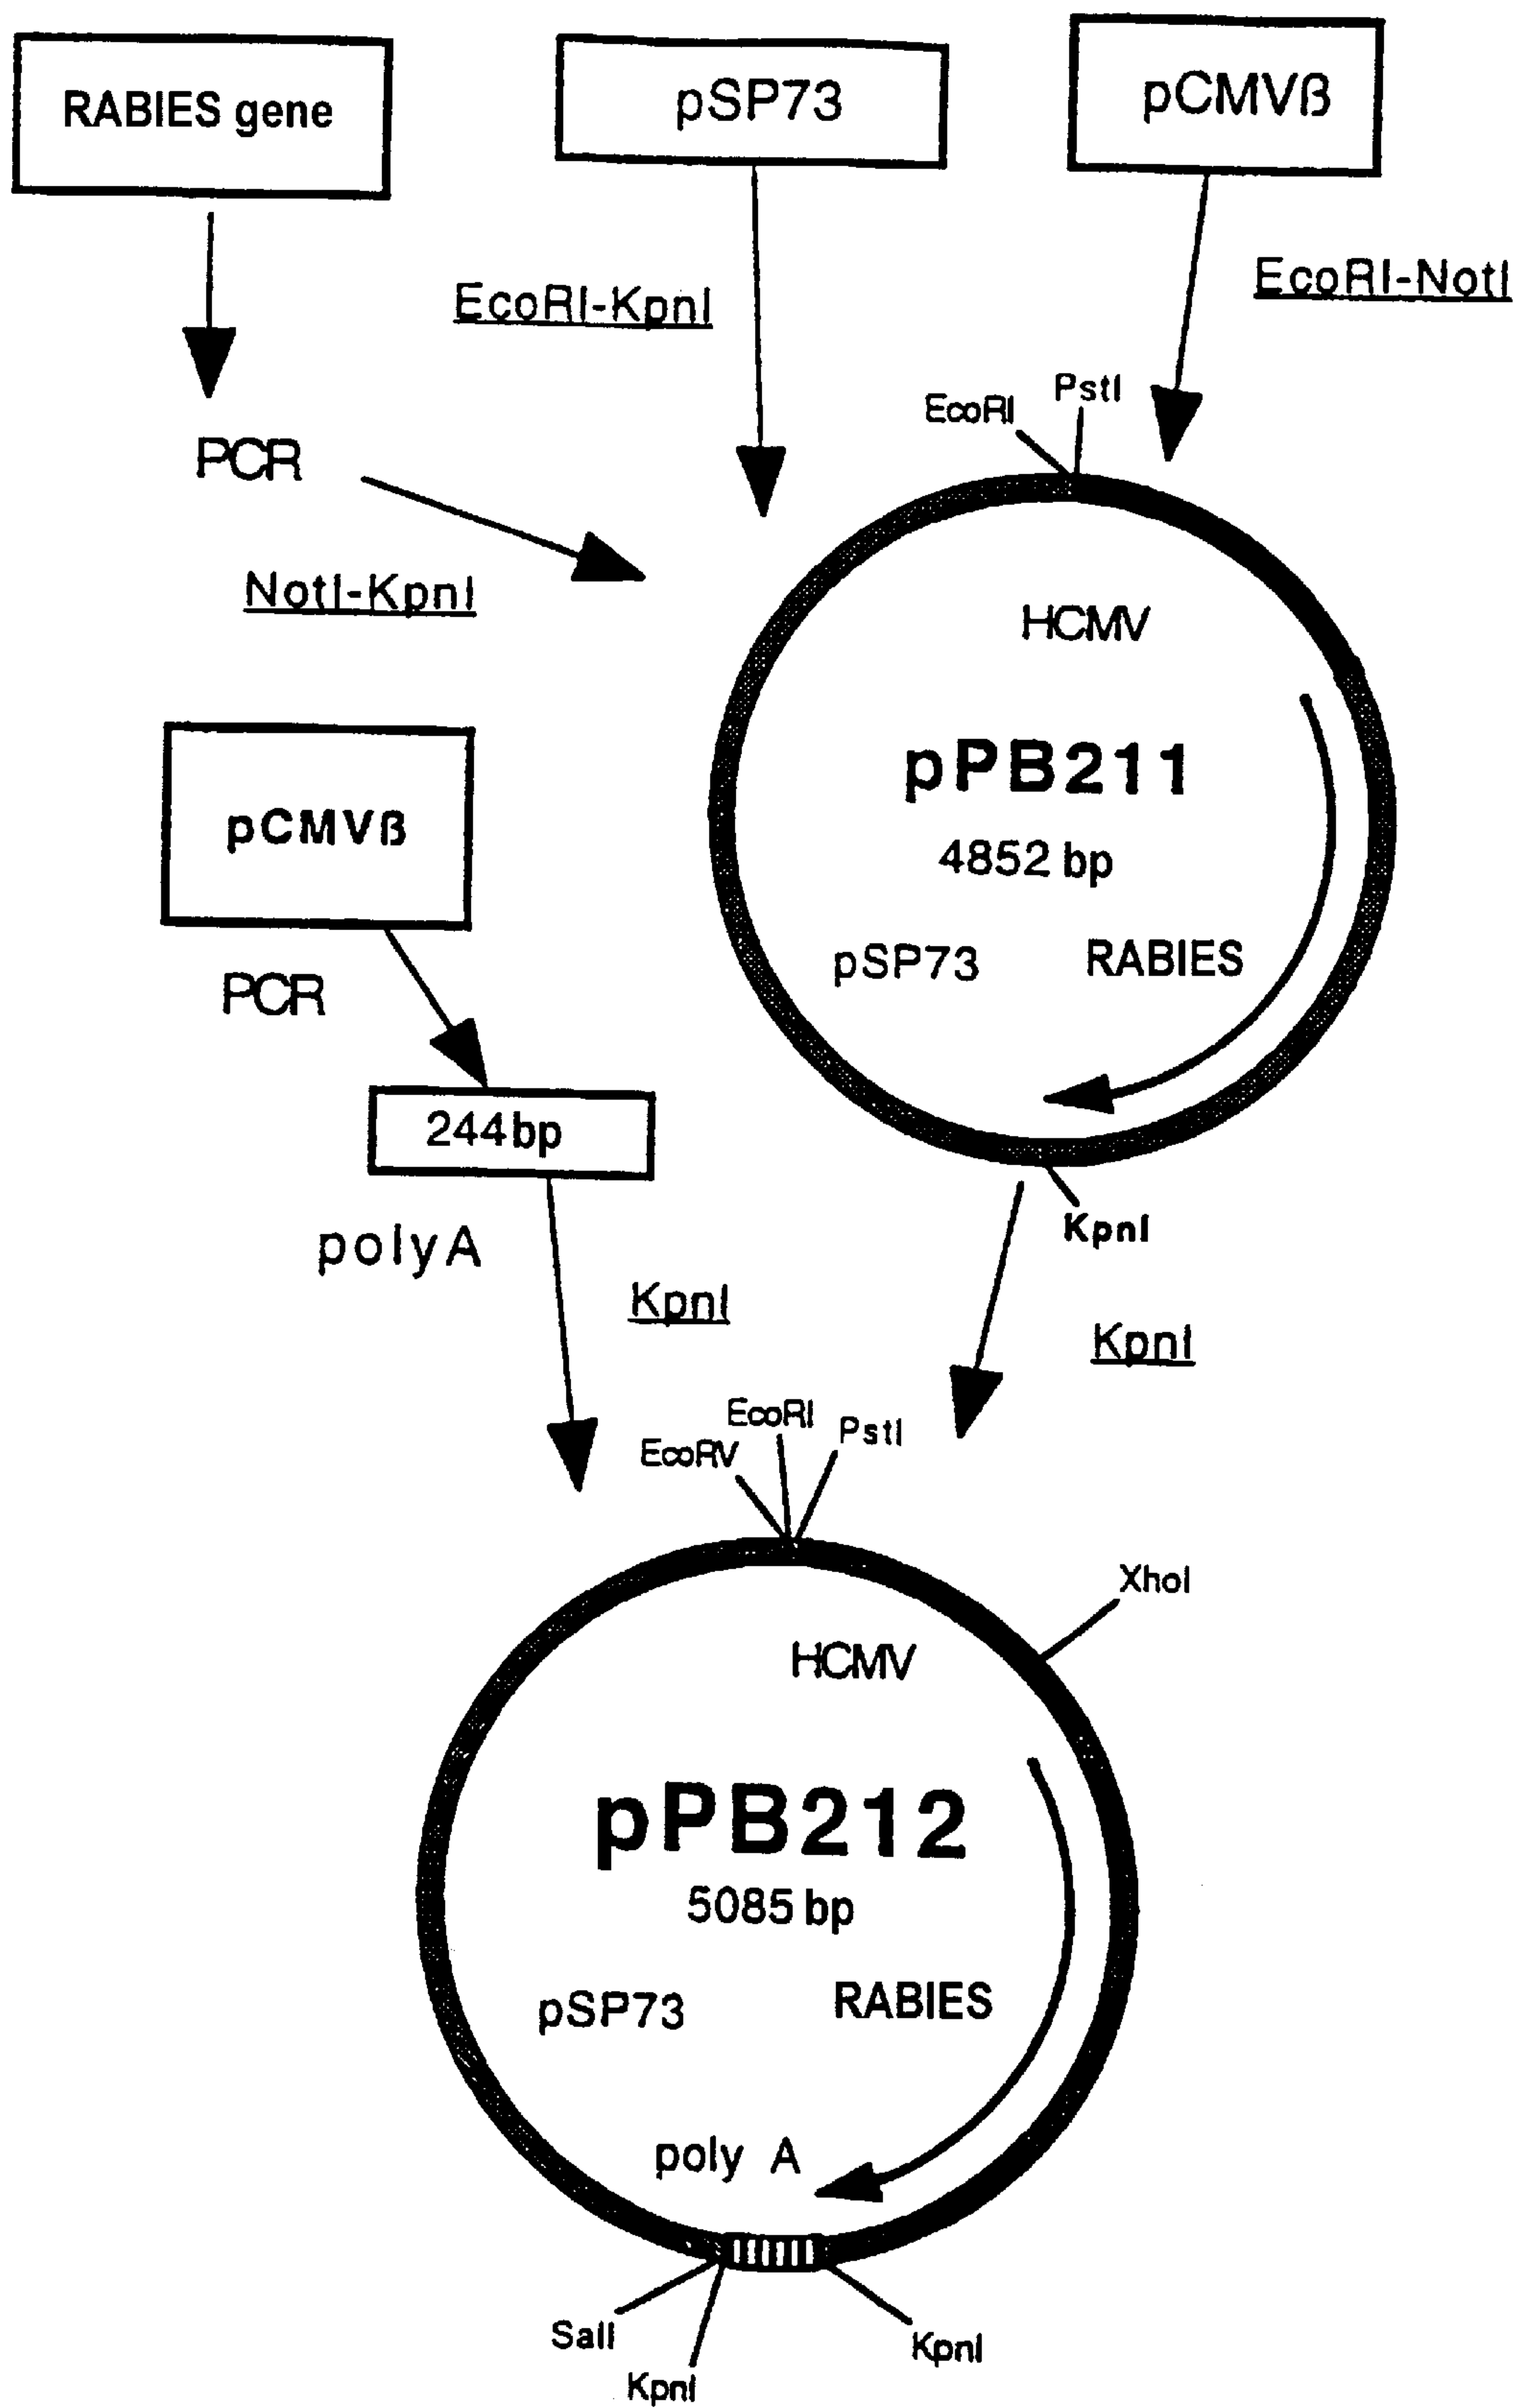 RABIES gene
pSP73
pCMVß
EcoRI-KpnI
EcoRI-NotI
EcoRI
PstI
PCR
NotI-KpnI
HCMV
pPB211
4852 bp
pSP73
RABIES
KpnI
pCMVß
PCR
244bp
polyA
KpnI
KpnI
EcoRV
EcoRI
PstI
XhoI
HCMV
pPB212
5085 bp
pSP73
RABIES
poly A
SalI
KpnI
KpnI